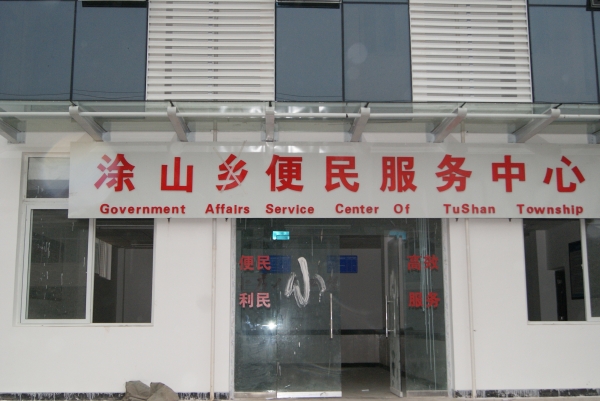 涂山乡便民服务中心
Government Affairs Service Center Of TuShan Township
便民
利民
小
高效
服务